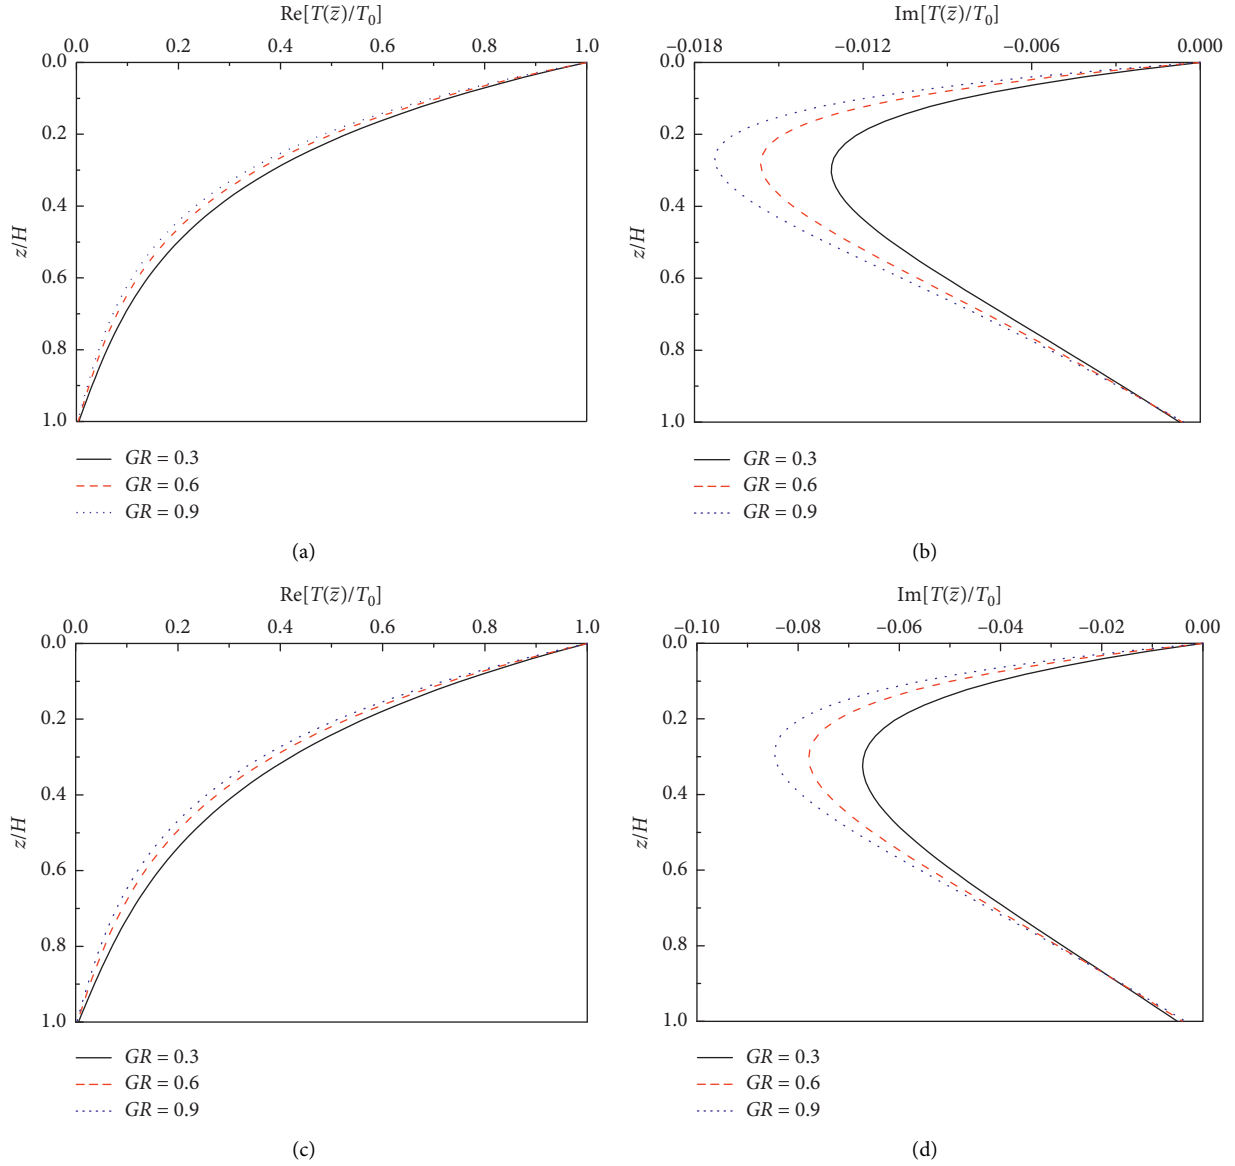 Re[T(z̅)/T₀]
0.0 0.2 0.4 0.6 0.8 1.0
0.0
0.2
0.4
0.6
0.8
1.0
z/H
GR = 0.3
GR = 0.6
GR = 0.9
(a)
Im[T(z̅)/T₀]
−0.018 −0.012 −0.006 0.000
0.0
0.2
0.4
0.6
0.8
1.0
z/H
GR = 0.3
GR = 0.6
GR = 0.9
(b)
Re[T(z̅)/T₀]
0.0 0.2 0.4 0.6 0.8 1.0
0.0
0.2
0.4
0.6
0.8
1.0
z/H
GR = 0.3
GR = 0.6
GR = 0.9
(c)
Im[T(z̅)/T₀]
−0.10 −0.08 −0.06 −0.04 −0.02 0.00
0.0
0.2
0.4
0.6
0.8
1.0
z/H
GR = 0.3
GR = 0.6
GR = 0.9
(d)